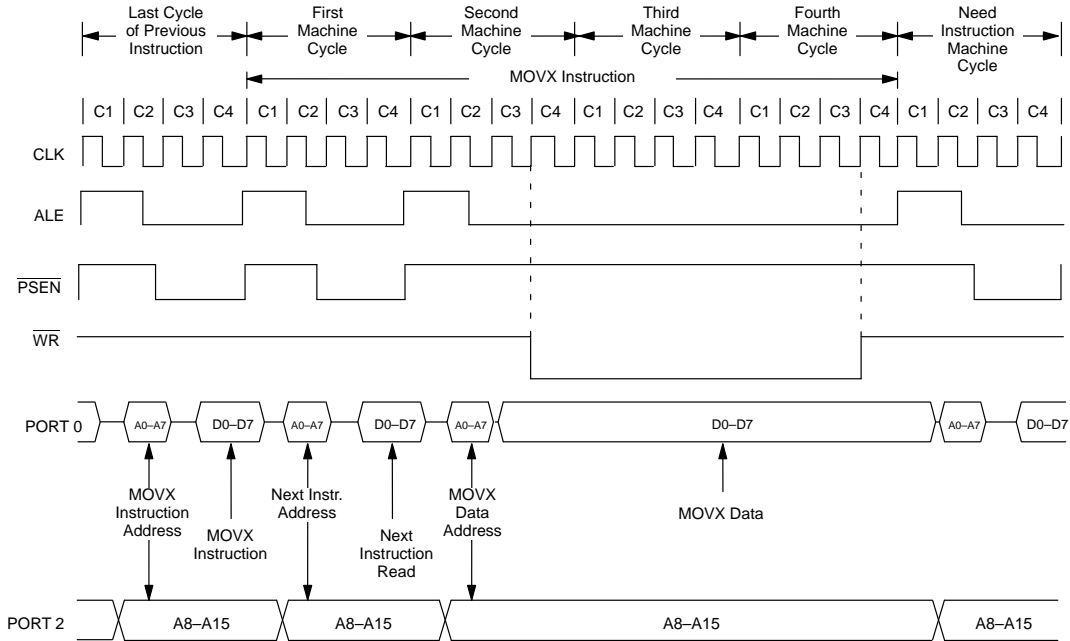 Last Cycle
of Previous
Instruction
First
Machine
Cycle
Second
Machine
Cycle
Third
Machine
Cycle
Fourth
Machine
Cycle
Need
Instruction
Machine
Cycle
MOVX Instruction
C1 C2 C3 C4 C1 C2 C3 C4 C1 C2 C3 C4 C1 C2 C3 C4 C1 C2 C3 C4 C1 C2 C3 C4
CLK
ALE
PSEN
WR
PORT 0
A0–A7 D0–D7 A0–A7 D0–D7 A0–A7 D0–D7 A0–A7 D0–D7
MOVX
Instruction
Address
MOVX
Instruction
Next Instr.
Address
Next
Instruction
Read
MOVX
Data
Address
MOVX Data
PORT 2
A8–A15 A8–A15 A8–A15 A8–A15